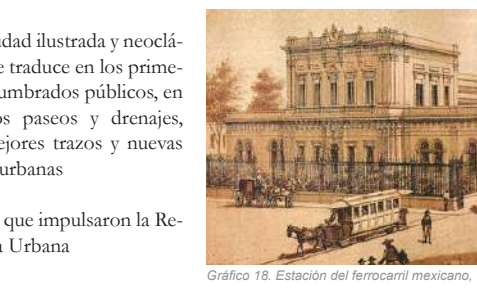 udad ilustrada y neoclá-
e traduce en los prime-
umbrados públicos, en
os paseos y drenajes,
ejores trazos y nuevas
urbanas
que impulsaron la Re-
a Urbana
Gráfico 18. Estación del ferrocarril mexicano,